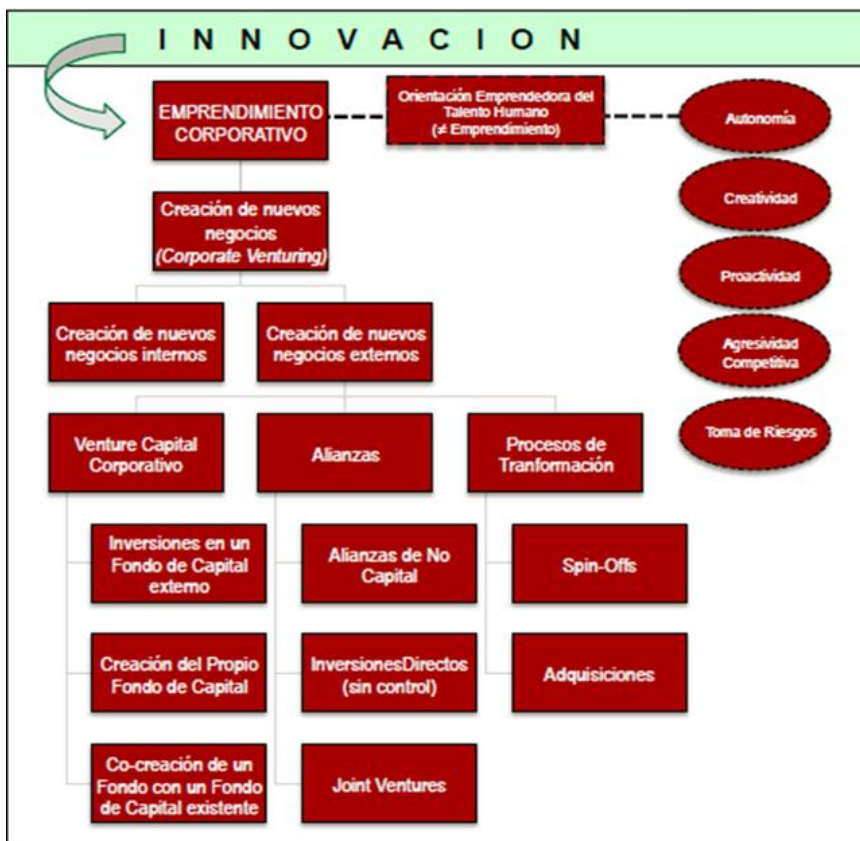 I N N O V A C I O N
EMPRENDIMIENTO
CORPORATIVO
Orientación Emprendedora del
Talento Humano
(≠ Emprendimiento)
Autonomía
Creatividad
Proactividad
Agresividad
Competitiva
Toma de Riesgos
Creación de nuevos
negocios
(Corporate Venturing)
Creación de nuevos
negocios internos
Creación de nuevos
negocios externos
Venture Capital
Corporativo
Alianzas
Procesos de
Tranformación
Inversiones en un
Fondo de Capital
externo
Alianzas de No
Capital
Spin-Offs
Creación del Propio
Fondo de Capital
InversionesDirectos
(sin control)
Adquisiciones
Co-creación de un
Fondo con un Fondo
de Capital existente
Joint Ventures